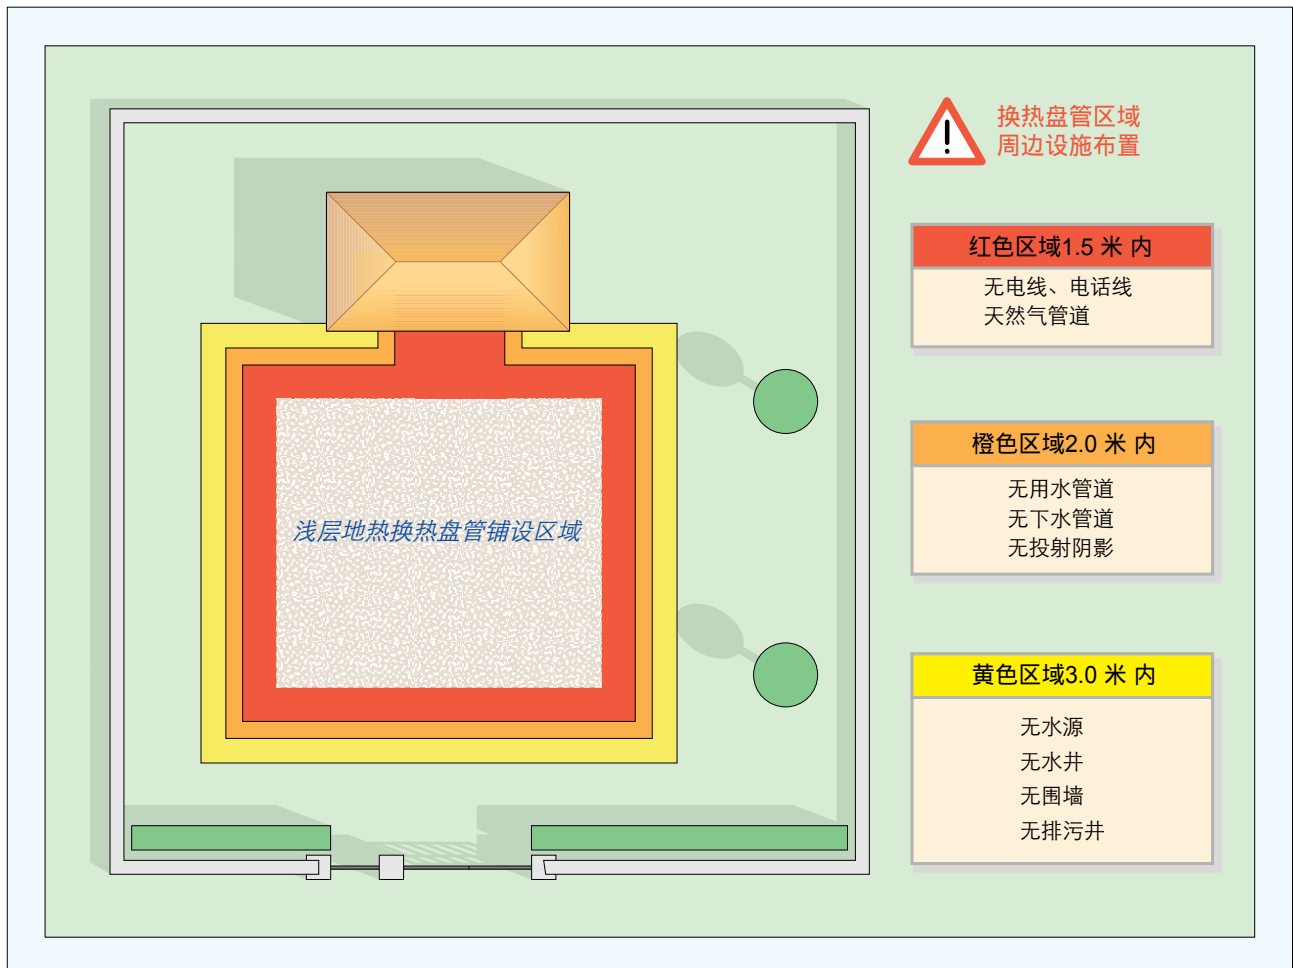 换热盘管区域
周边设施布置
红色区域1.5 米 内
无电线、电话线
天然气管道
橙色区域2.0 米 内
无用水管道
无下水管道
无投射阴影
浅层地热换热盘管铺设区域
黄色区域3.0 米 内
无水源
无水井
无围墙
无排污井